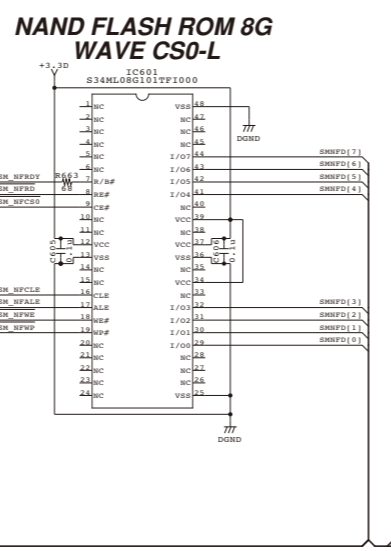 NAND FLASH ROM 8G
WAVE CS0-L
+3.3D
IC601
S34ML08G101TFI000
1 NC VSS 48
2 NC NC 47
DGND
3 NC NC 46
4 NC NC 45
5 NC I/O7 44 SMNFD[7]
6 NC I/O6 43 SMNFD[6]
SM_NFRDY R663 68 7 R/B# I/O5 42 SMNFD[5]
SM_NFRD 8 RE# I/O4 41 SMNFD[4]
SM_NFCS0 9 CE# NC 40
10 NC VCC 39
11 NC NC 38
C605 0.1u 12 VCC VCC 37 C606 0.1u
13 VSS VSS 36
14 NC NC 35
15 NC VCC 34
SM_NFCLE 16 CLE NC 33
SM_NFALE 17 ALE I/O3 32 SMNFD[3]
SM_NFWE 18 WE# I/O2 31 SMNFD[2]
SM_NFWP 19 WP# I/O1 30 SMNFD[1]
20 NC I/O0 29 SMNFD[0]
21 NC NC 28
22 NC NC 27
23 NC NC 26
24 NC VSS 25
DGND